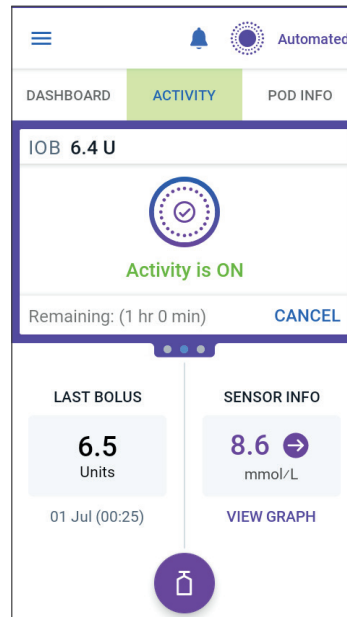 Automated
DASHBOARD ACTIVITY POD INFO
IOB 6.4 U
Activity is ON
Remaining: (1 hr 0 min) CANCEL
LAST BOLUS SENSOR INFO
6.5 8.6
Units mmol/L
01 Jul (00:25) VIEW GRAPH